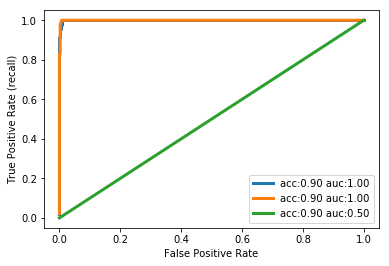 1.0
0.8
0.6
0.4
0.2
0.0
True Positive Rate (recall)
acc:0.90 auc:1.00
acc:0.90 auc:1.00
acc:0.90 auc:0.50
0.0 0.2 0.4 0.6 0.8 1.0
False Positive Rate